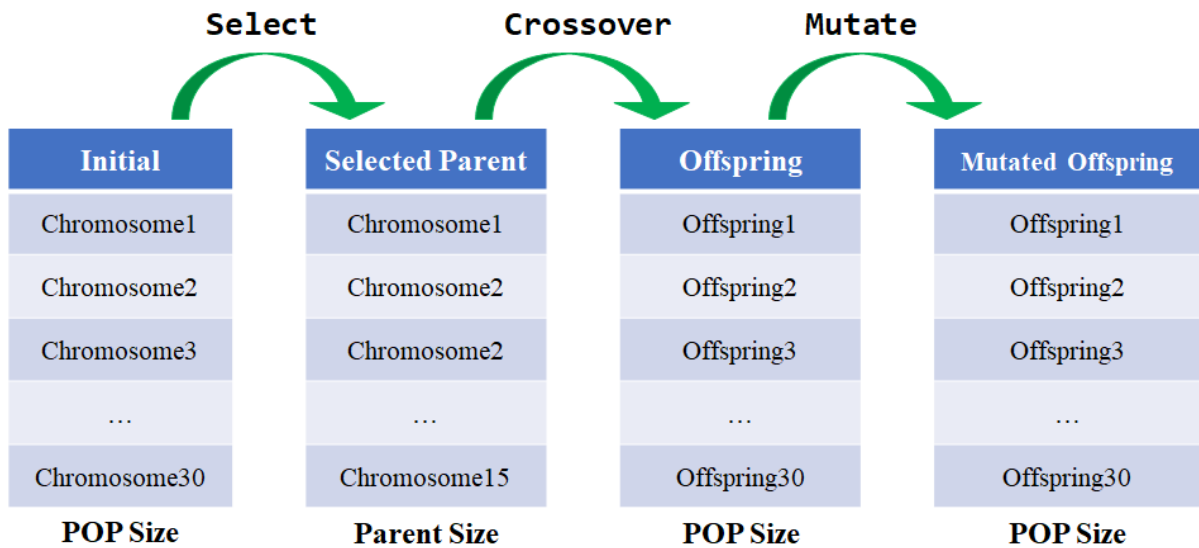 Select Crossover Mutate
Initial Selected Parent Offspring Mutated Offspring
Chromosome1 Chromosome1 Offspring1 Offspring1
Chromosome2 Chromosome2 Offspring2 Offspring2
Chromosome3 Chromosome2 Offspring3 Offspring3
… … … …
Chromosome30 Chromosome15 Offspring30 Offspring30
POP Size Parent Size POP Size POP Size